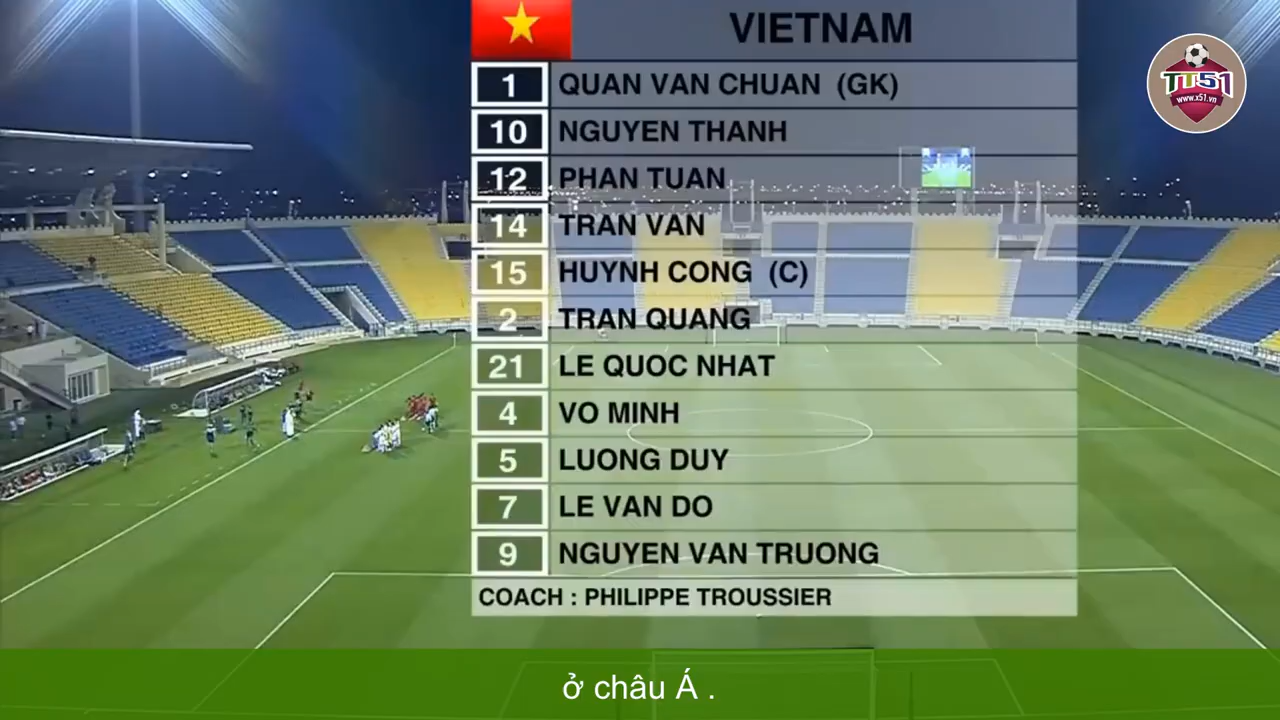 VIETNAM
TT51
www.x51.vn
1 QUAN VAN CHUAN (GK)
10 NGUYEN THANH
12 PHAN TUAN
14 TRAN VAN
15 HUYNH CONG (C)
2 TRAN QUANG
21 LE QUOC NHAT
4 VO MINH
5 LUONG DUY
7 LE VAN DO
9 NGUYEN VAN TRUONG
COACH : PHILIPPE TROUSSIER
ở châu Á .